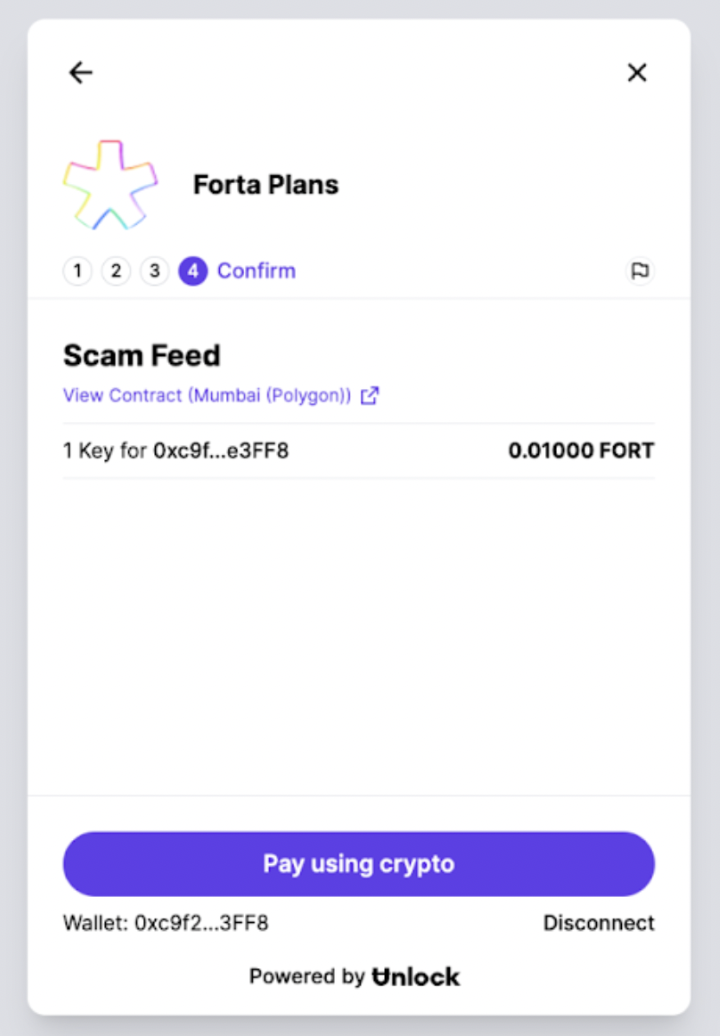 Forta Plans
1 2 3 4 Confirm
Scam Feed
View Contract (Mumbai (Polygon))
1 Key for 0xc9f...e3FF8 0.01000 FORT
Pay using crypto
Wallet: 0xc9f2...3FF8 Disconnect
Powered by Unlock